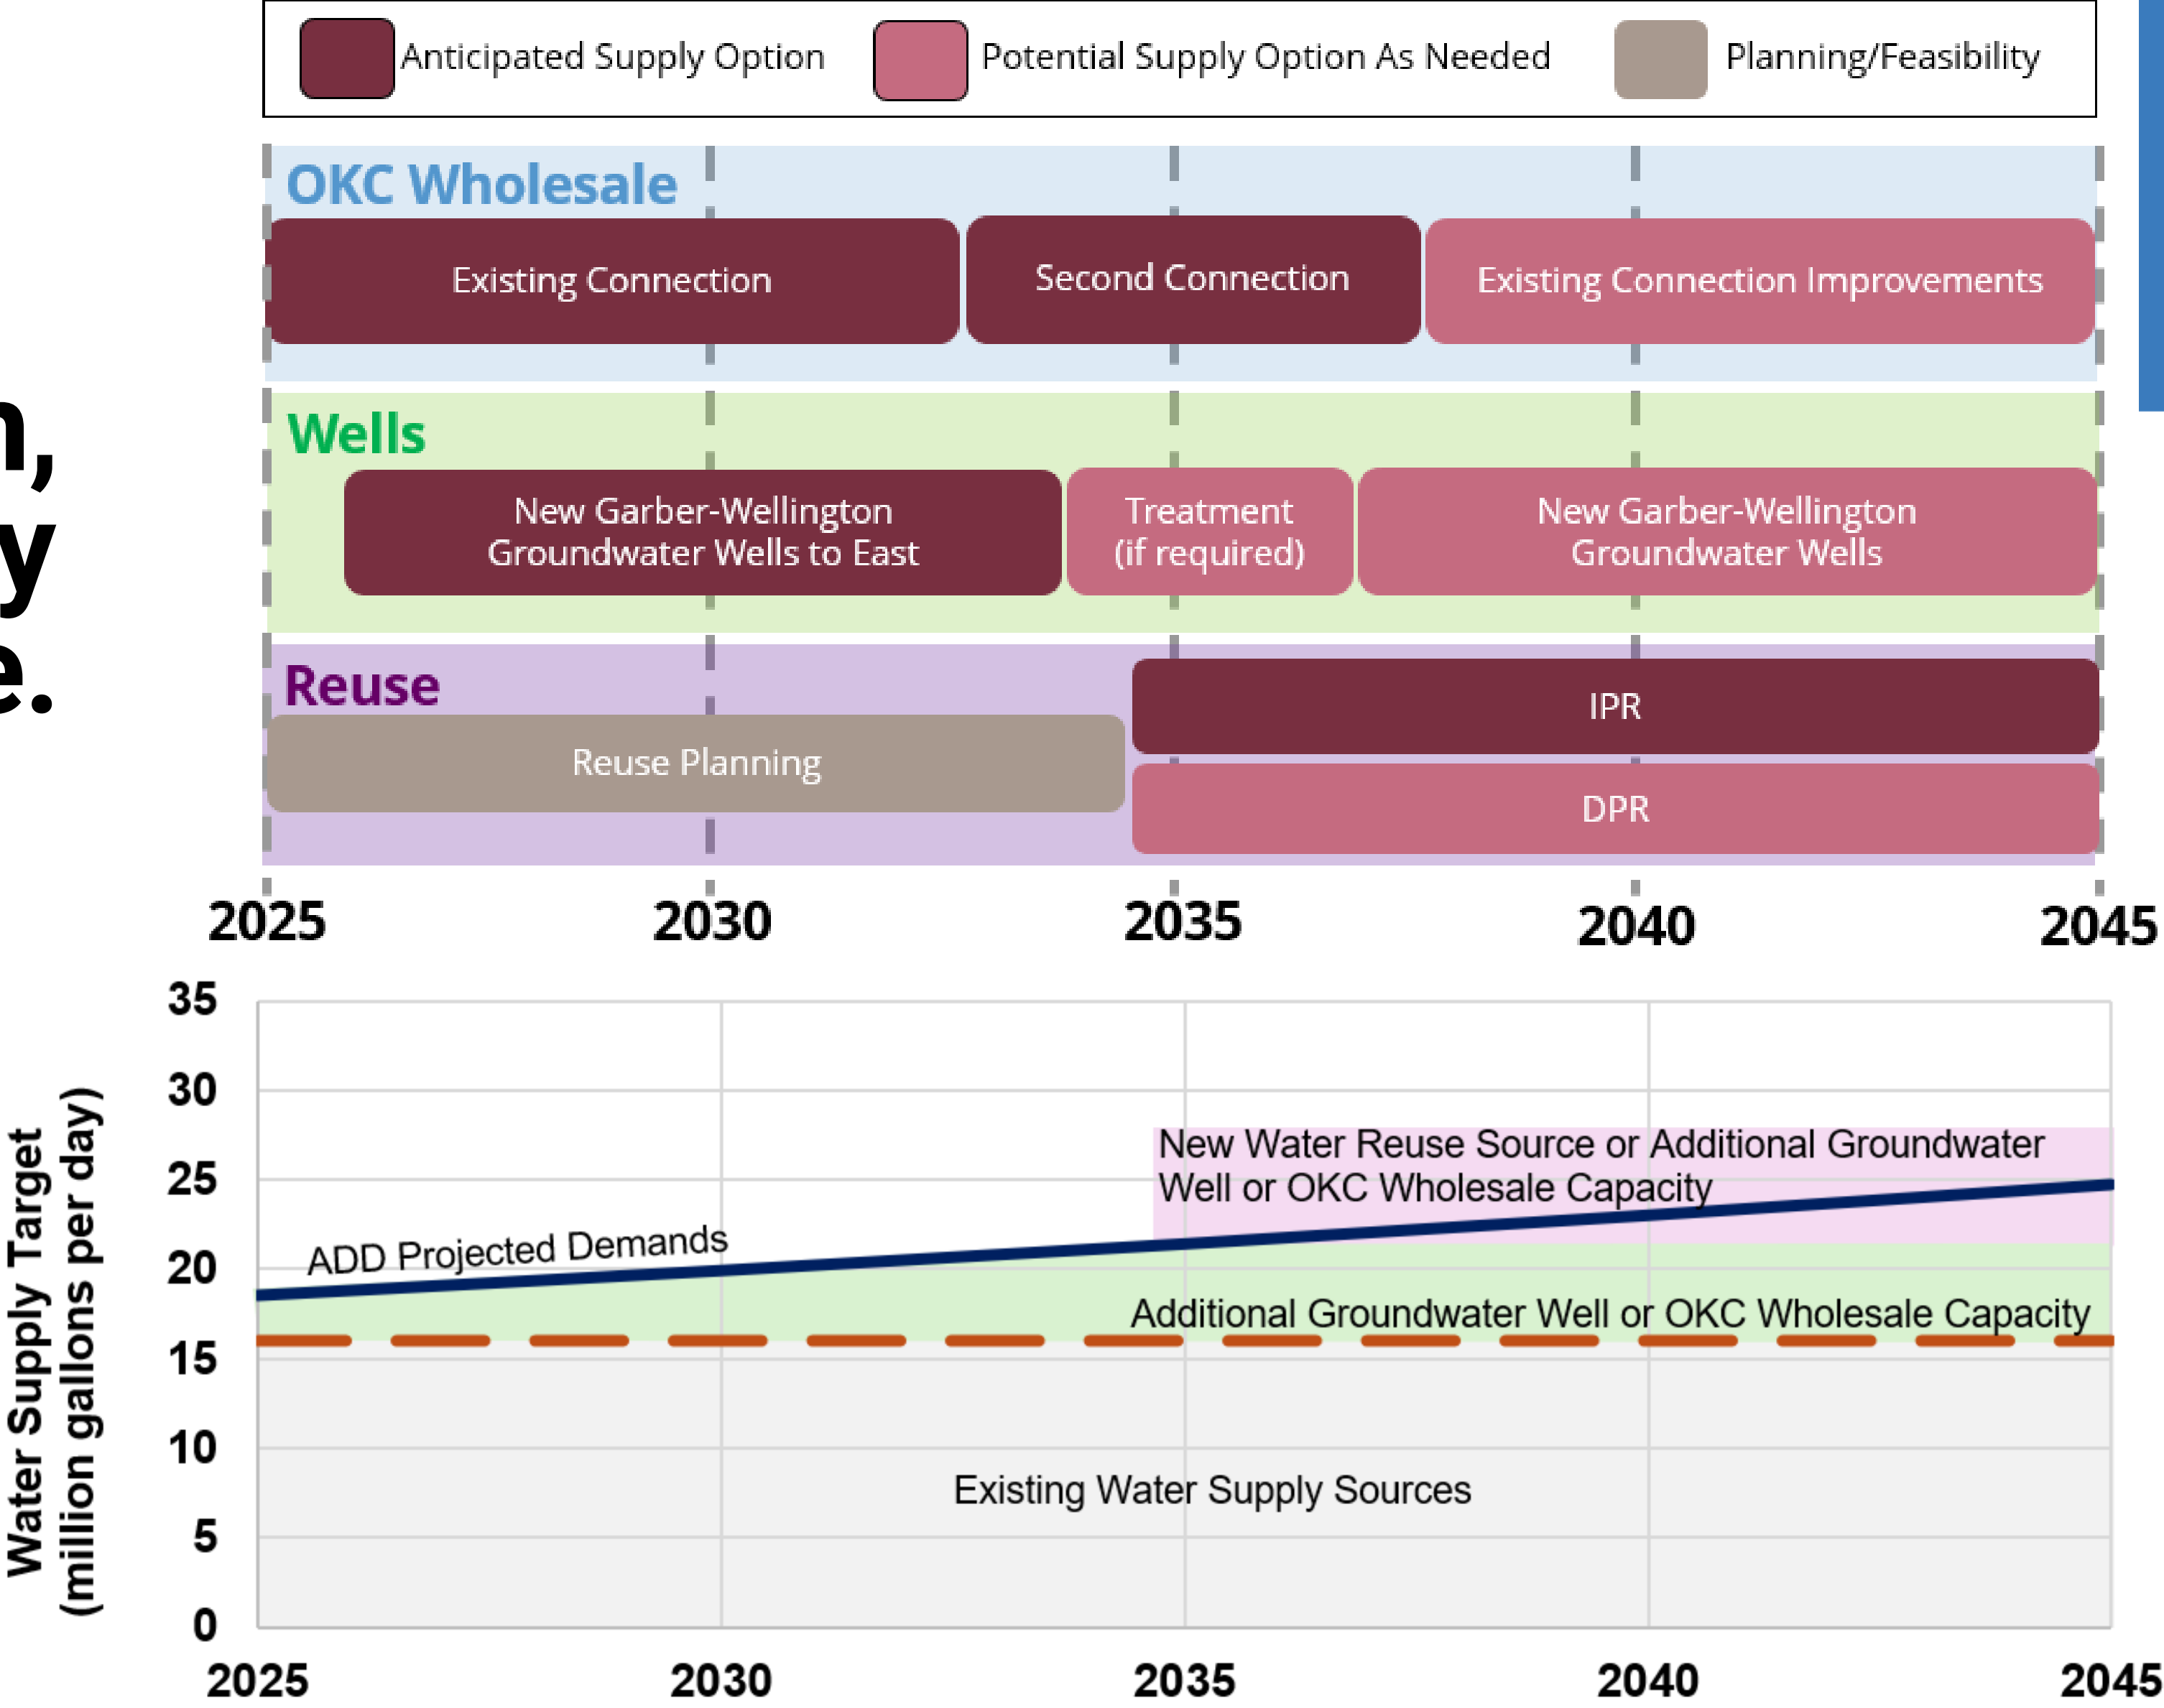 Anticipated Supply Option
Potential Supply Option As Needed
Planning/Feasibility
n,
y
e.
OKC Wholesale
Existing Connection
Second Connection
Existing Connection Improvements
Wells
New Garber-Wellington
Groundwater Wells to East
Treatment
(if required)
New Garber-Wellington
Groundwater Wells
Reuse
Reuse Planning
IPR
DPR
2025
2030
2035
2040
2045
Water Supply Target
(million gallons per day)
35
30
25
20
15
10
5
0
New Water Reuse Source or Additional Groundwater
Well or OKC Wholesale Capacity
ADD Projected Demands
Additional Groundwater Well or OKC Wholesale Capacity
Existing Water Supply Sources
2025
2030
2035
2040
2045